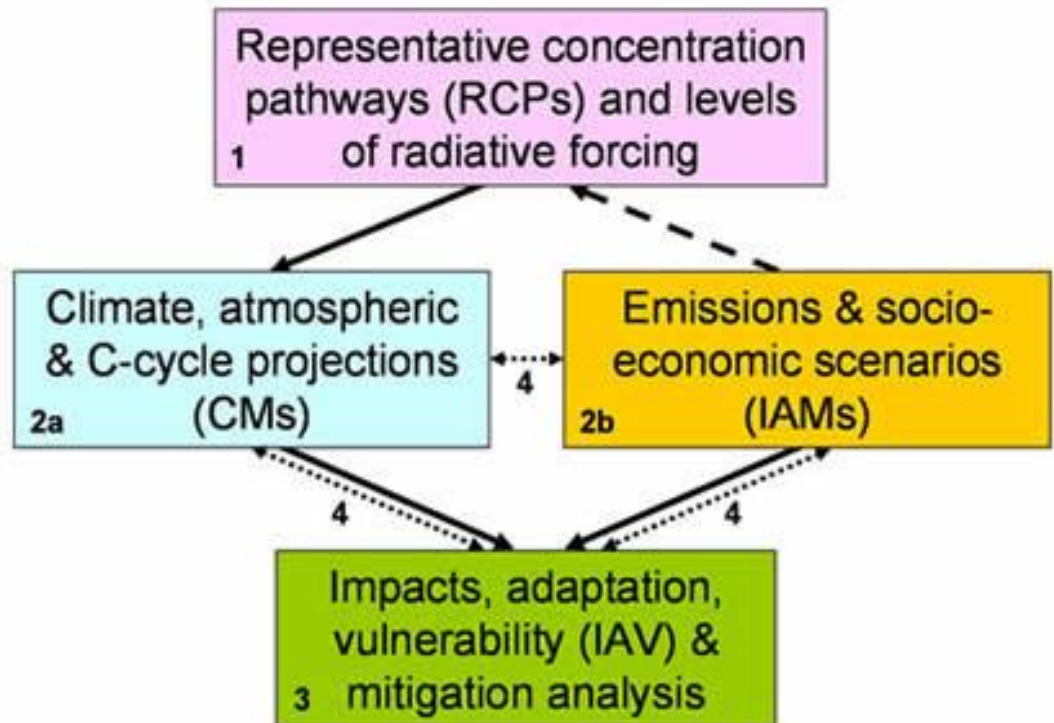 Representative concentration
pathways (RCPs) and levels
of radiative forcing
1
Climate, atmospheric
& C-cycle projections
(CMs)
2a
4
Emissions & socio-
economic scenarios
(IAMs)
2b
4
4
Impacts, adaptation,
vulnerability (IAV) &
mitigation analysis
3